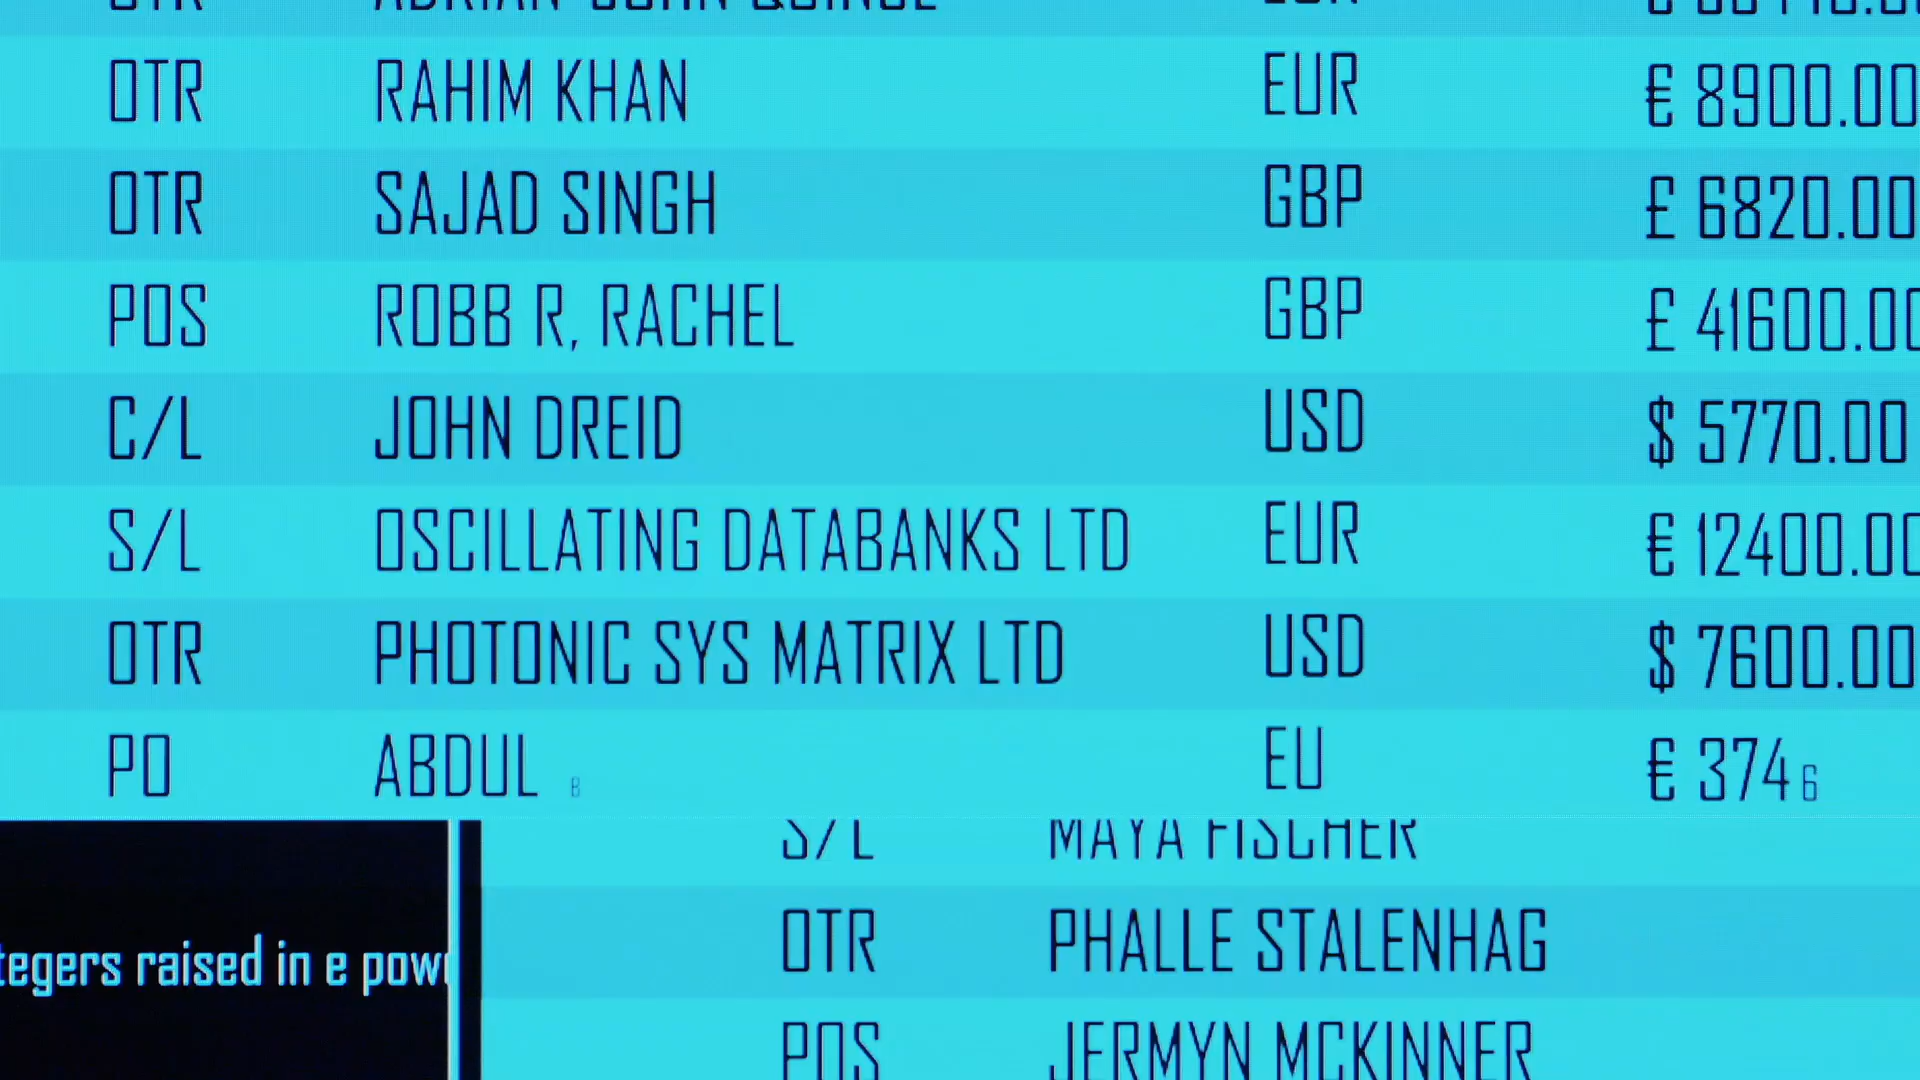 OTR
OTR RAHIM KHAN EUR € 8900.00
OTR SAJAD SINGH GBP £ 6820.00
POS ROBB R, RACHEL GBP £ 41600.00
C/L JOHN DREID USD $ 5770.00
S/L OSCILLATING DATABANKS LTD EUR € 12400.00
OTR PHOTONIC SYS MATRIX LTD USD $ 7600.00
PO ABDUL B EU € 3746
S/L MAYA FISCHER
OTR PHALLE STALENHAG
tegers raised in e pow
POS JERMYN MCKINNER